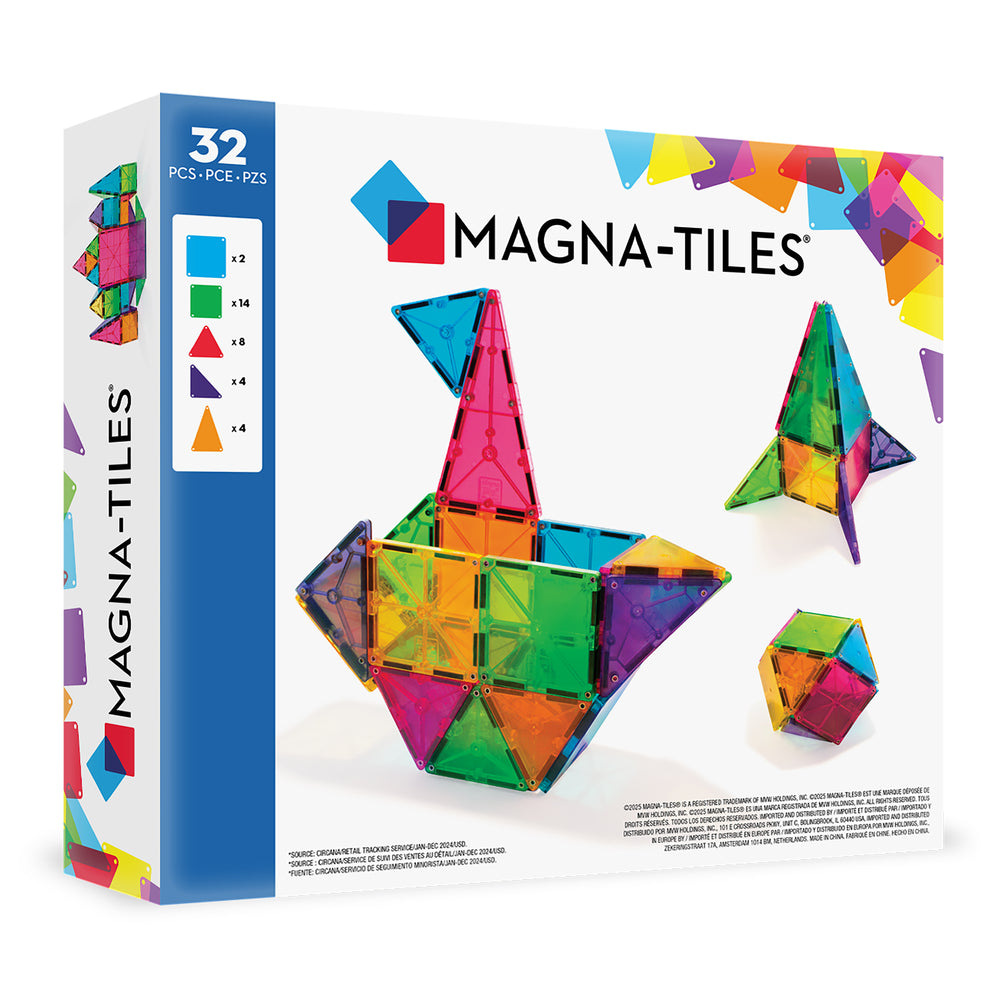 32
PCS • PCE • PZS
x 2
x 14
x 8
x 4
x 4
MAGNA-TILES®
MAGNA-TILES®
*SOURCE: CIRCANA/RETAIL TRACKING SERVICE/JAN-DEC 2024/USD.
*SOURCE : CIRCANA/SERVICE DE SUIVI DES VENTES AU DÉTAIL/JAN-DEC 2024/USD.
*FUENTE: CIRCANA/SERVICIO DE SEGUIMIENTO MINORISTA/JAN-DEC 2024/USD.
©2025 MAGNA-TILES® IS A REGISTERED TRADEMARK OF MVW HOLDINGS, INC. ©2025 MAGNA-TILES® EST UNE MARQUE DÉPOSÉE DE
MVW HOLDINGS, INC. ©2025 MAGNA-TILES® ES UNA MARCA REGISTRADA DE MVW HOLDINGS, INC. ALL RIGHTS RESERVED. TOUS
DROITS RÉSERVÉS. TODOS LOS DERECHOS RESERVADOS. IMPORTED AND DISTRIBUTED BY / IMPORTÉ ET DISTRIBUÉ PAR / IMPORTADO Y
DISTRIBUIDO POR MVW HOLDINGS, INC., 101 E CROSSROADS PKWY, UNIT C, BOLINGBROOK, IL 60440 USA. IMPORTED AND DISTRIBUTED
IN EUROPE BY / IMPORTÉ ET DISTRIBUÉ EN EUROPE PAR / IMPORTADO Y DISTRIBUIDO EN EUROPA POR MVW HOLDINGS, INC.,
ZEKERINGSTRAAT 17A, AMSTERDAM 1014 BM, NETHERLANDS. MADE IN CHINA. FABRIQUÉ EN CHINE. HECHO EN CHINA.